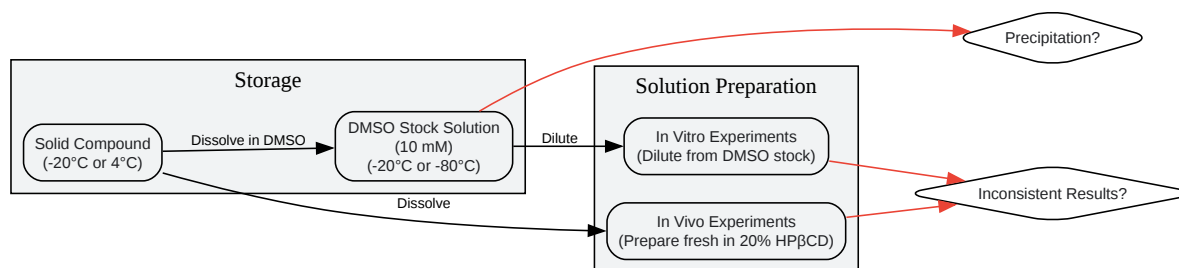 Precipitation?
Storage
Solution Preparation
Solid Compound
(-20°C or 4°C)
Dissolve in DMSO
DMSO Stock Solution
(10 mM)
(-20°C or -80°C)
Dilute
In Vitro Experiments
(Dilute from DMSO stock)
Dissolve
In Vivo Experiments
(Prepare fresh in 20% HPβCD)
Inconsistent Results?